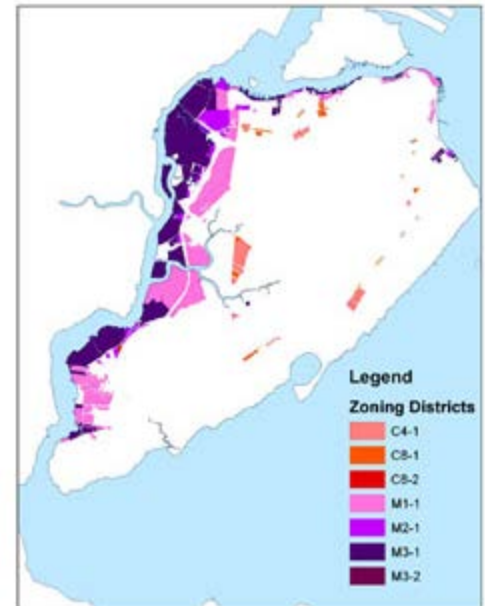 Legend
Zoning Districts
C4-1
C8-1
C8-2
M1-1
M2-1
M3-1
M3-2